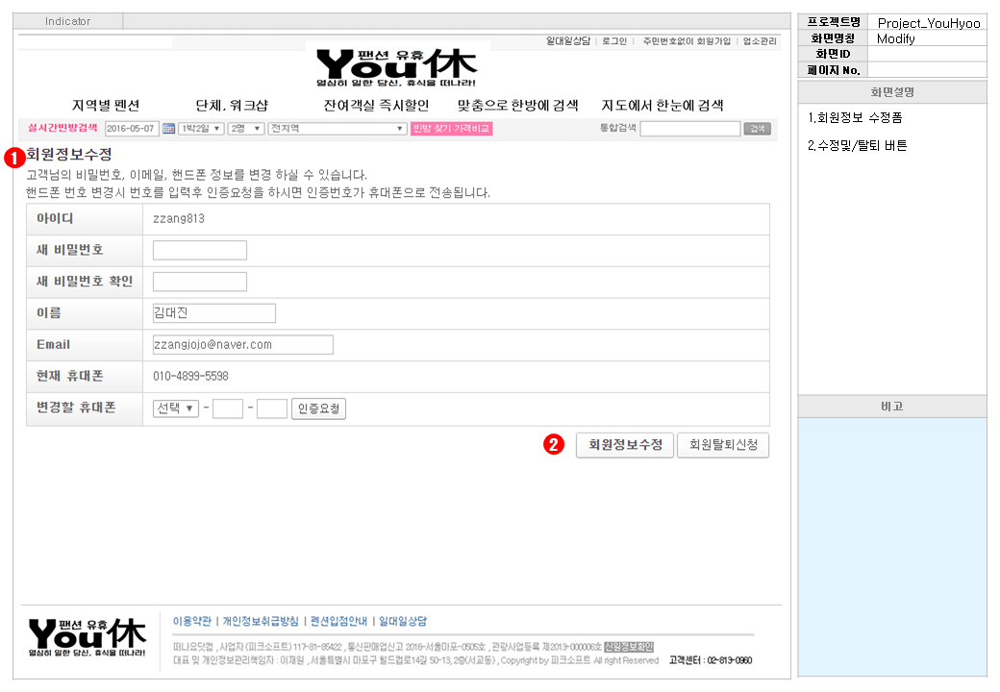 Indicator
프로젝트명 Project_YouHyoo
화면명칭 Modify
화면ID
페이지 No.
화면설명
1.회원정보 수정폼
2.수정및/탈퇴 버튼
비고
일대일상담 | 로그인 | 주민번호없이 회원가입 | 업소관리
You休 팬션 유휴
열심히 일한 당신, 휴식을 떠나라!
지역별 펜션 단체, 워크샵 잔여객실 즉시할인 맞춤으로 한방에 검색 지도에서 한눈에 검색
실시간빈방검색 2016-05-07 1박2일 ▼ 2명 ▼ 전지역 ▼ 빈방 찾기 가격비교 통합검색 검색
1 회원정보수정
고객님의 비밀번호, 이메일, 핸드폰 정보를 변경 하실 수 있습니다.
핸드폰 번호 변경시 번호를 입력후 인증요청을 하시면 인증번호가 휴대폰으로 전송됩니다.
아이디 zzang813
새 비밀번호
새 비밀번호 확인
이름 김대진
Email zzangjojo@naver.com
현재 휴대폰 010-4899-5598
변경할 휴대폰 선택 ▼ - - 인증요청
2 회원정보수정 회원탈퇴신청
You休 팬션 유휴
열심히 일한 당신, 휴식을 떠나라!
이용약관 | 개인정보취급방침 | 펜션입점안내 | 일대일상담
떠나요닷컴 , 사업자 (피크소프트) 117-81-85422 , 통신판매업신고 2016-서울마포-0505호 , 관광사업등록 제2013-000006호 신원정보확인
대표 및 개인정보관리책임자 : 이재일 , 서울특별시 마포구 월드컵로14길 50-13, 2층(서교동) , Copyright by 피크소프트 All right Reserved 고객센터 : 02-813-0960